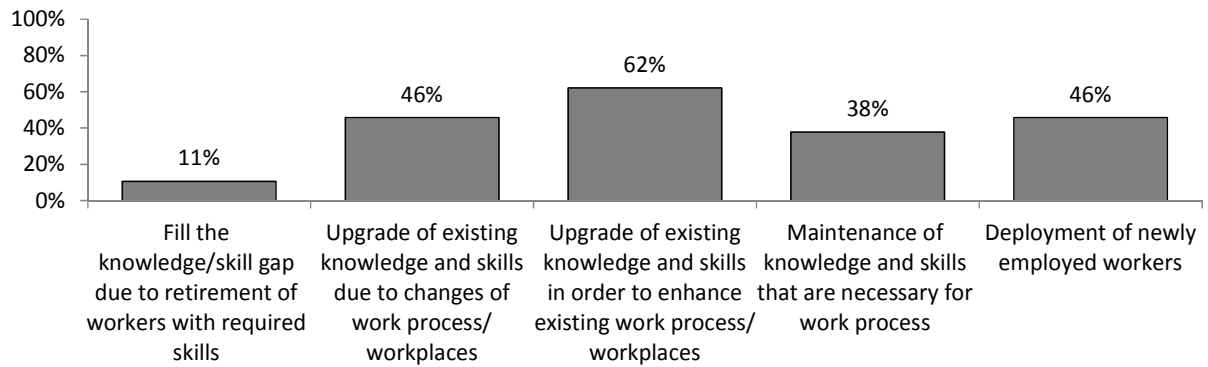 100%
80%
60%
40%
20%
0%
11%
46%
62%
38%
46%
Fill the
knowledge/skill gap
due to retirement of
workers with required
skills
Upgrade of existing
knowledge and skills
due to changes of
work process/
workplaces
Upgrade of existing
knowledge and skills
in order to enhance
existing work process/
workplaces
Maintenance of
knowledge and skills
that are necessary for
work process
Deployment of newly
employed workers